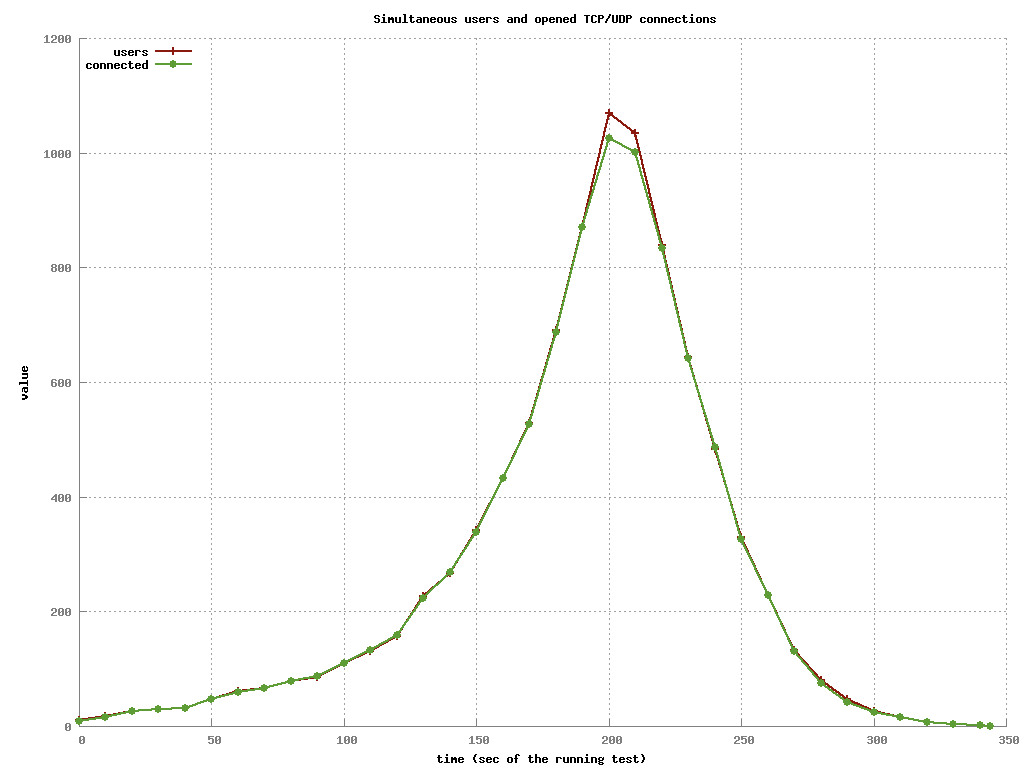 Simultaneous users and opened TCP/UDP connections
1200
users
connected
1000
800
600
value
400
200
0
0 50 100 150 200 250 300 350
time (sec of the running test)